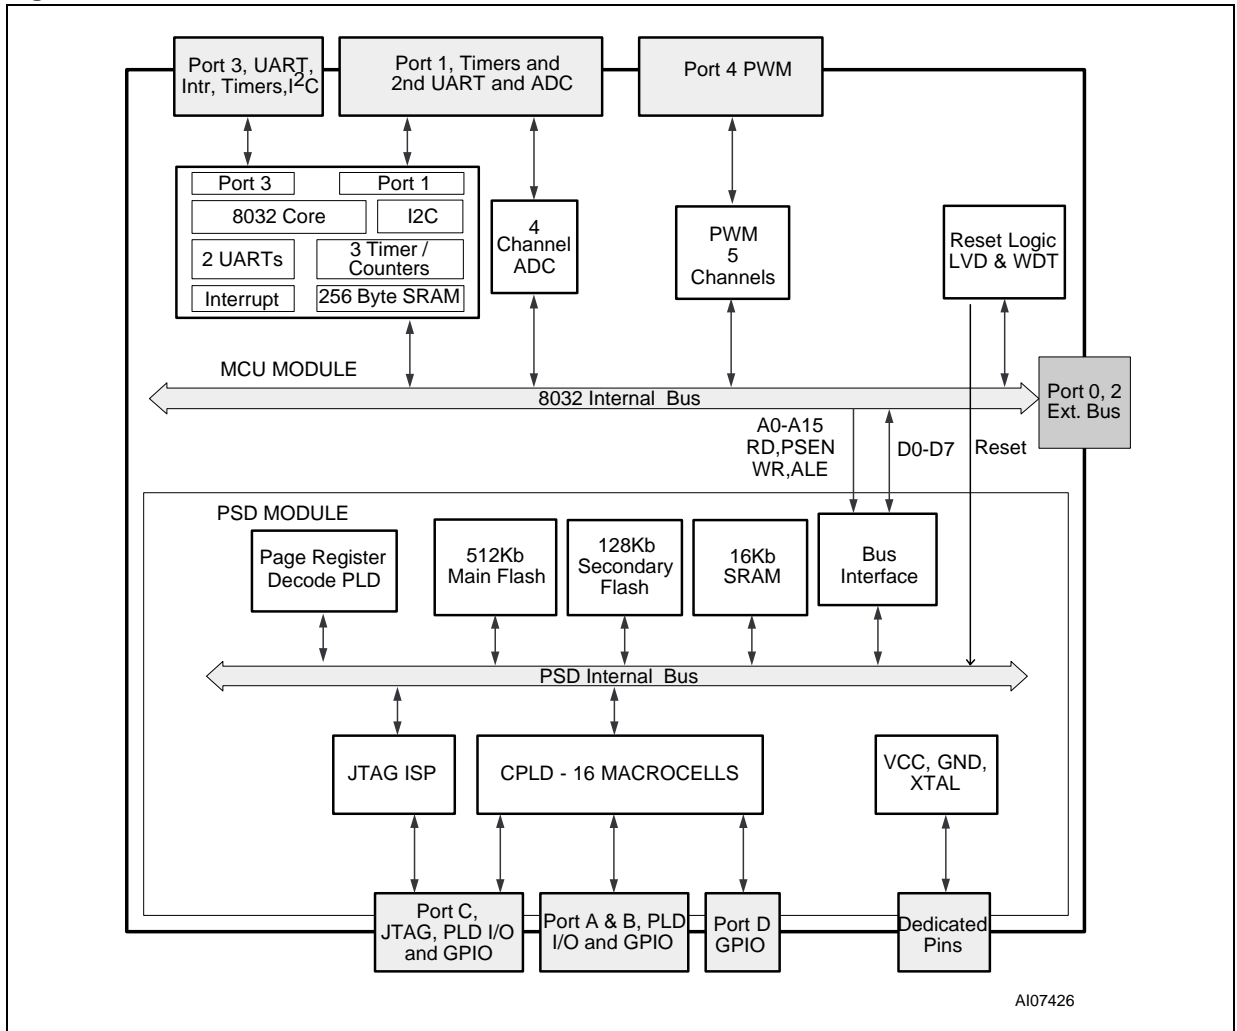 Port 3, UART,
Intr, Timers,I2C
Port 1, Timers and
2nd UART and ADC
Port 4 PWM
Port 3
Port 1
8032 Core
I2C
2 UARTs
3 Timer /
Counters
Interrupt
256 Byte SRAM
4
Channel
ADC
PWM
5
Channels
Reset Logic
LVD & WDT
MCU MODULE
8032 Internal Bus
Port 0, 2
Ext. Bus
A0-A15
RD,PSEN
WR,ALE
D0-D7
Reset
PSD MODULE
Page Register
Decode PLD
512Kb
Main Flash
128Kb
Secondary
Flash
16Kb
SRAM
Bus
Interface
PSD Internal Bus
JTAG ISP
CPLD - 16 MACROCELLS
VCC, GND,
XTAL
Port C,
JTAG, PLD I/O
and GPIO
Port A & B, PLD
I/O and GPIO
Port D
GPIO
Dedicated
Pins
AI07426